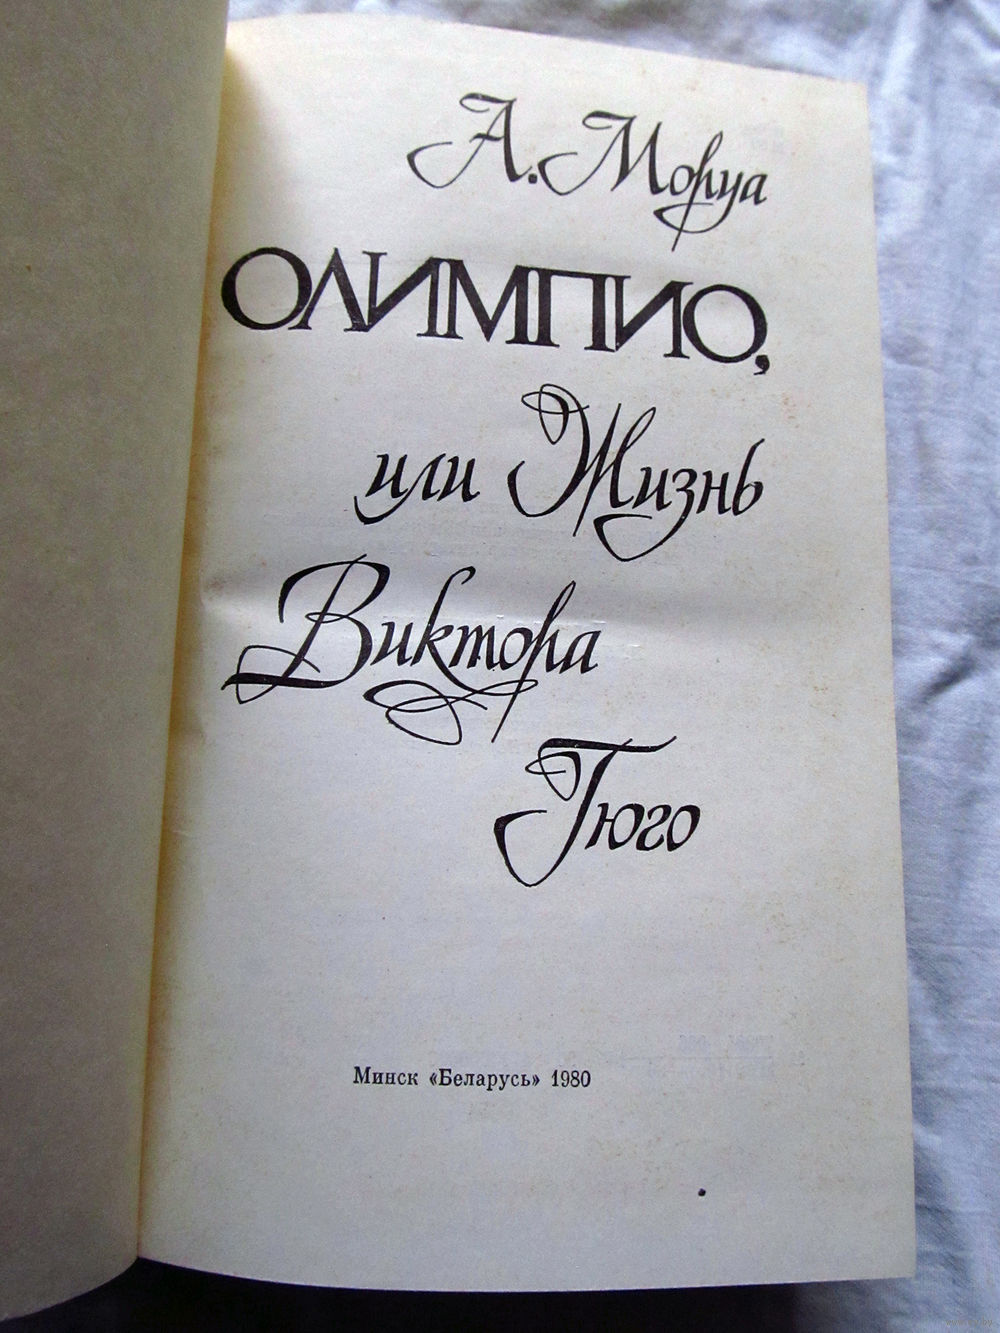 А. Моруа
ОЛИМПИО,
или Жизнь
Виктора
Гюго
Минск «Беларусь» 1980